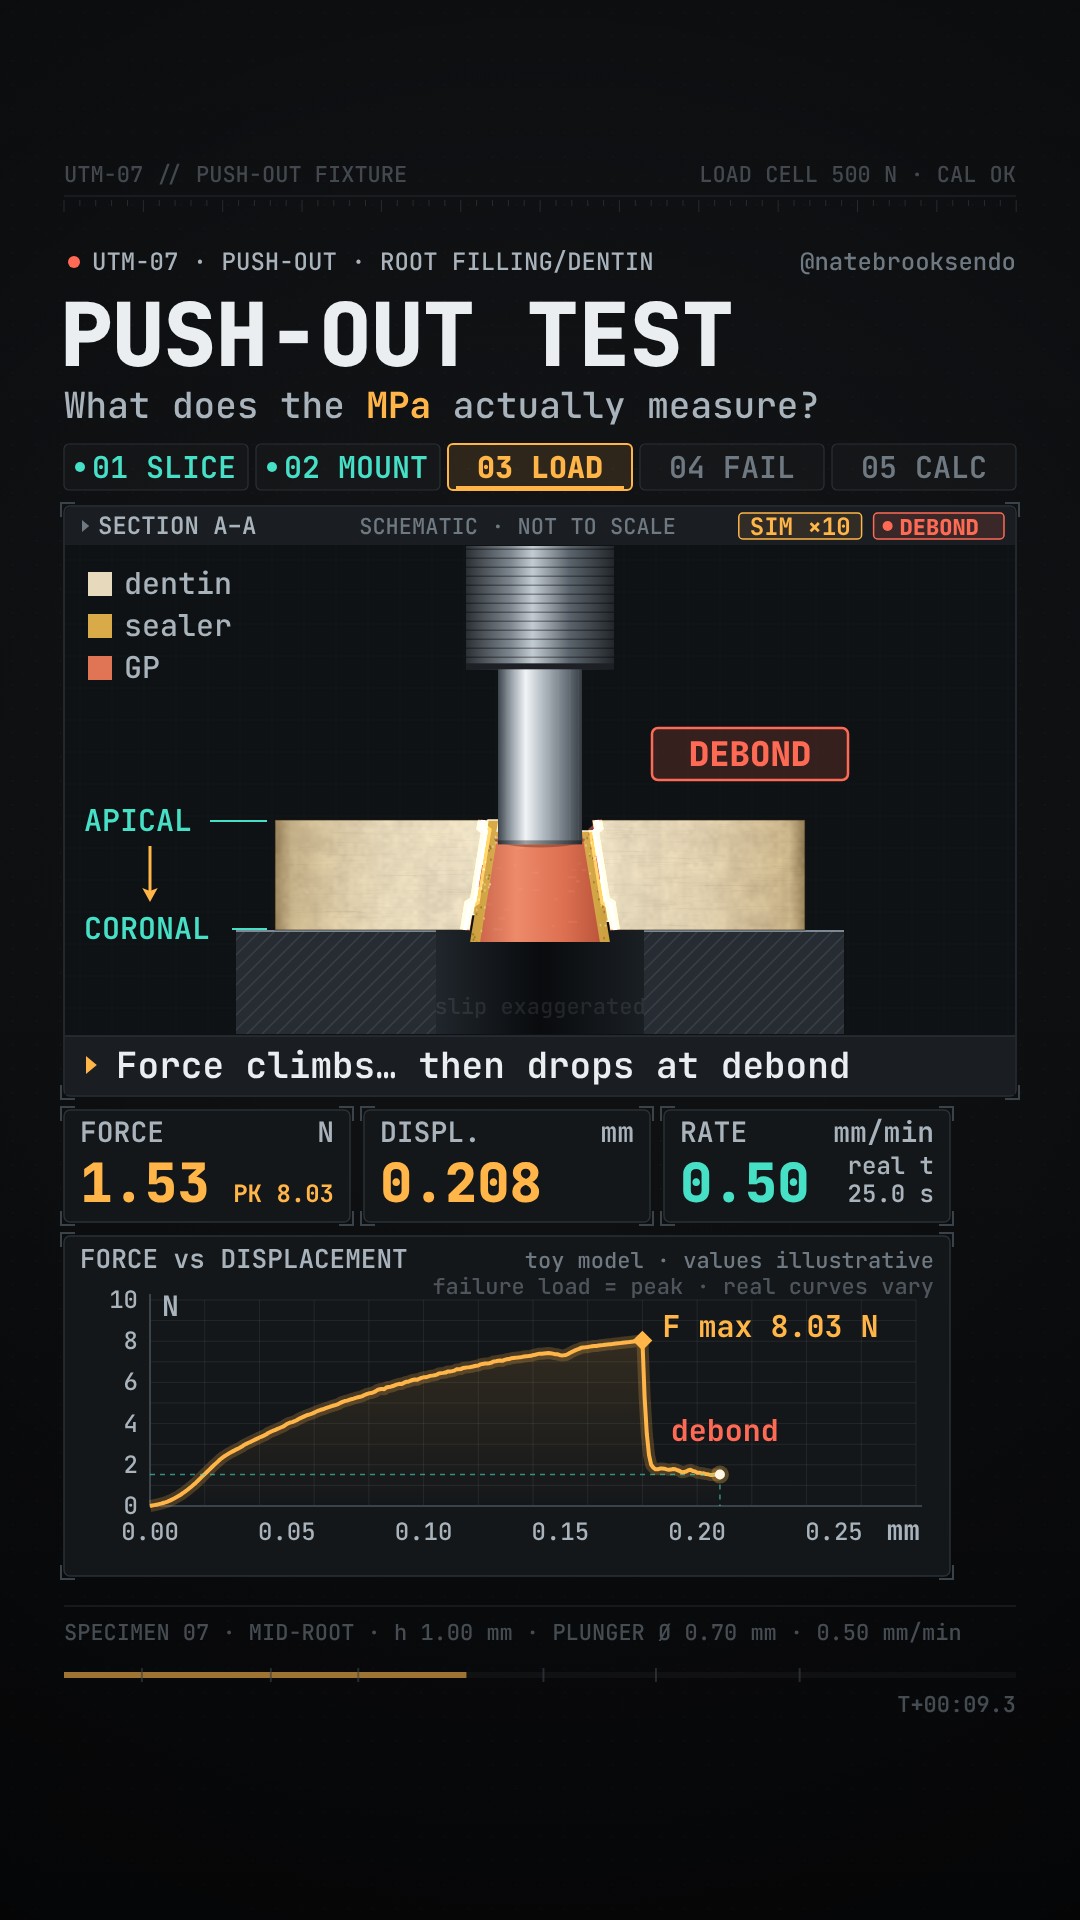 UTM-07 // PUSH-OUT FIXTURE LOAD CELL 500 N · CAL OK
UTM-07 · PUSH-OUT · ROOT FILLING/DENTIN @natebrooksendo
PUSH-OUT TEST
What does the MPa actually measure?
01 SLICE 02 MOUNT 03 LOAD 04 FAIL 05 CALC
SECTION A–A SCHEMATIC · NOT TO SCALE SIM ×10 DEBOND
dentin
sealer
GP
DEBOND
APICAL
CORONAL
slip exaggerated
Force climbs… then drops at debond
FORCE N DISPL. mm RATE mm/min
1.53 PK 8.03 0.208 0.50 real t
25.0 s
FORCE vs DISPLACEMENT toy model · values illustrative
failure load = peak · real curves vary
10 N
F max 8.03 N
8
6
4
debond
2
0
0.00 0.05 0.10 0.15 0.20 0.25 mm
SPECIMEN 07 · MID-ROOT · h 1.00 mm · PLUNGER Ø 0.70 mm · 0.50 mm/min
T+00:09.3